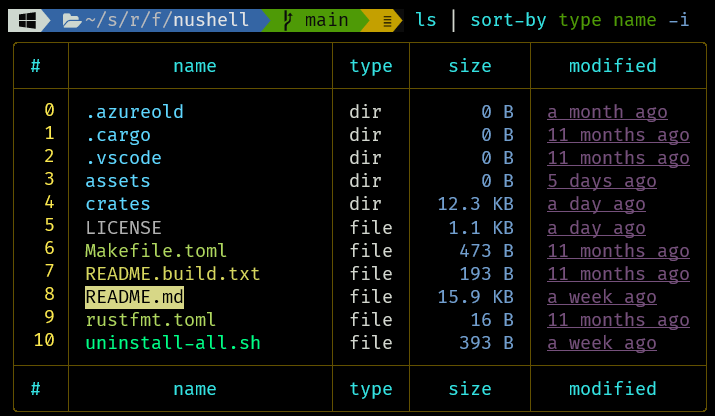 ~/s/r/f/nushell main ≡ ls | sort-by type name -i
# name type size modified
0 .azureold dir 0 B a month ago
1 .cargo dir 0 B 11 months ago
2 .vscode dir 0 B 11 months ago
3 assets dir 0 B 5 days ago
4 crates dir 12.3 KB a day ago
5 LICENSE file 1.1 KB a day ago
6 Makefile.toml file 473 B 11 months ago
7 README.build.txt file 193 B 11 months ago
8 README.md file 15.9 KB a week ago
9 rustfmt.toml file 16 B 11 months ago
10 uninstall-all.sh file 393 B a week ago
# name type size modified